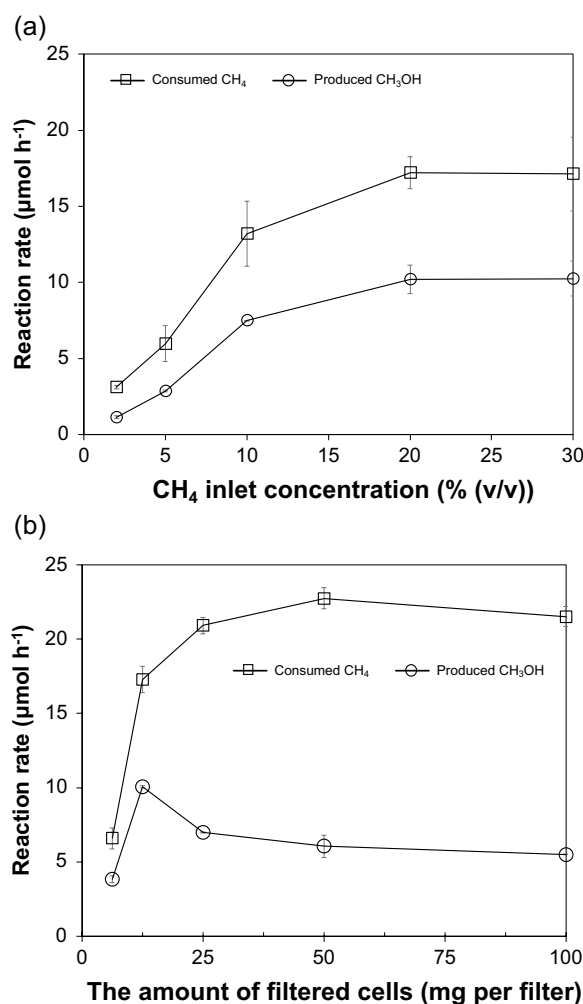 (a)
25
20
15
10
5
0
Consumed CH₄
Produced CH₃OH
Reaction rate (µmol h⁻¹)
0 5 10 15 20 25 30
CH₄ inlet concentration (% (v/v))
(b)
25
20
15
10
5
0
Consumed CH₄
Produced CH₃OH
Reaction rate (µmol h⁻¹)
0 25 50 75 100
The amount of filtered cells (mg per filter)